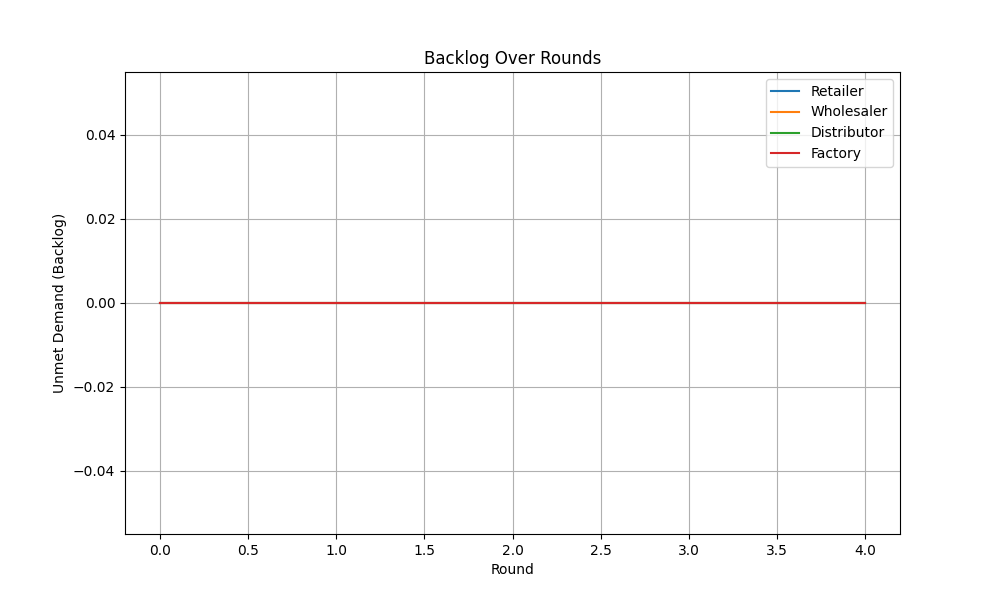 Backlog Over Rounds
Retailer
Wholesaler
Distributor
Factory
Unmet Demand (Backlog)
0.04
0.02
0.00
−0.02
−0.04
0.0 0.5 1.0 1.5 2.0 2.5 3.0 3.5 4.0
Round